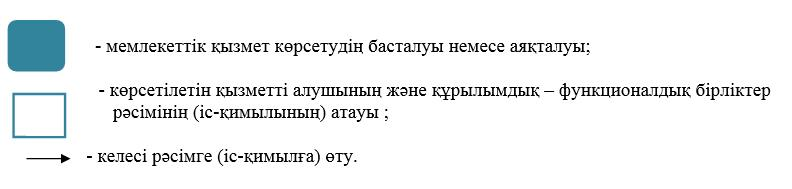 - мемлекеттік қызмет көрсетудің басталуы немесе аяқталуы;
- көрсетілетін қызметті алушының және құрылымдық – функционалдық бірліктер
рәсімінің (іс-қимылының) атауы ;
- келесі рәсімге (іс-қимылға) өту.